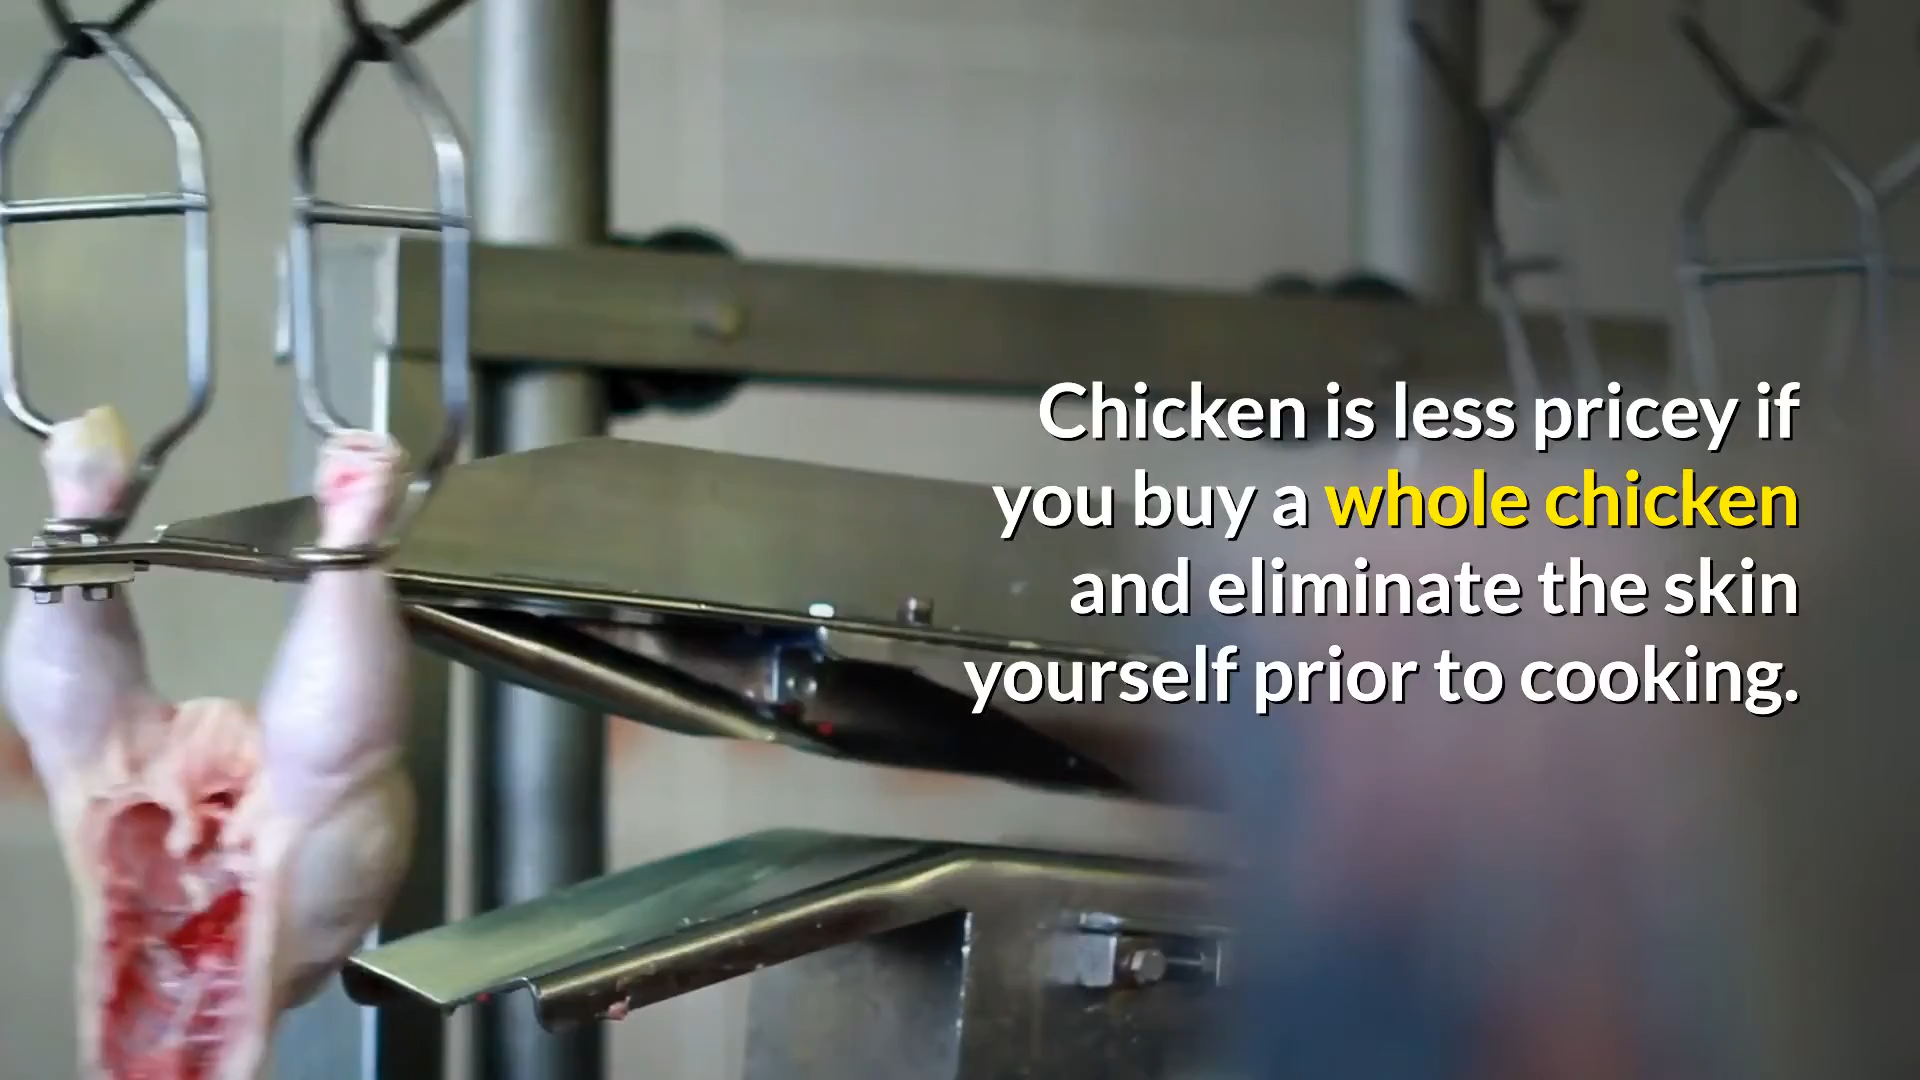 Chicken is less pricey if
you buy a whole chicken
and eliminate the skin
yourself prior to cooking.